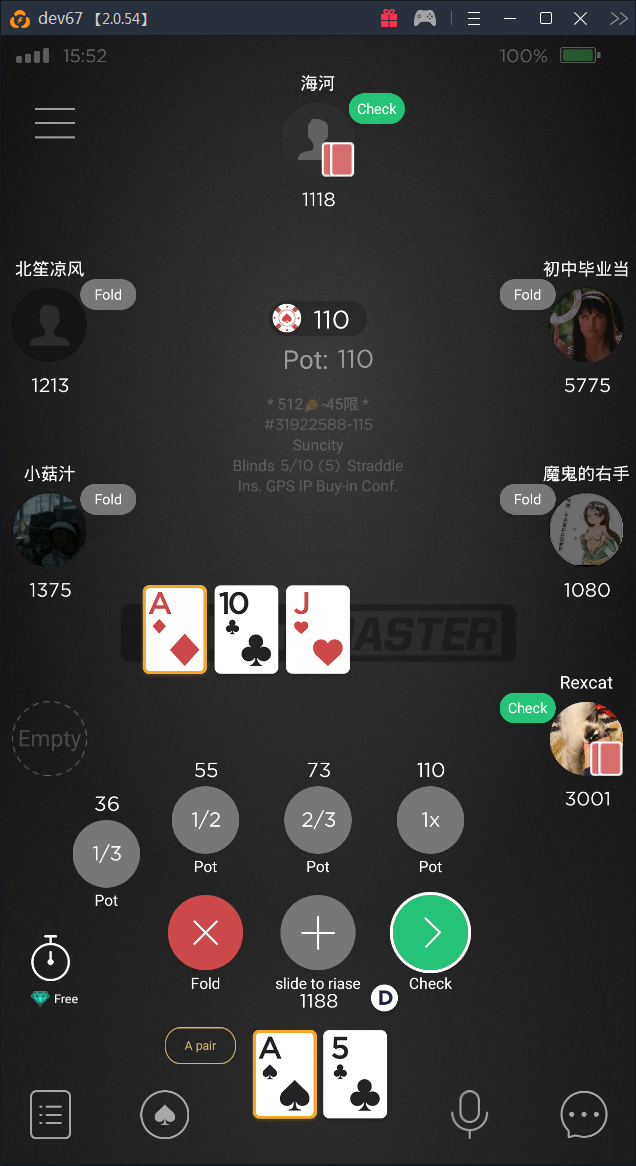 dev67 【2.0.54】
15:52
100%
海河
Check
1118
北笙凉风
初中毕业当
Fold
Fold
1213
5775
110
Pot: 110
* 512🌮-45限 *
#31922588-115
Suncity
Blinds 5/10 (5) Straddle
Ins. GPS IP Buy-in Conf.
小菇汁
魔鬼的右手
Fold
Fold
1375
1080
A
10
J
ASTER
Rexcat
Check
Empty
3001
55
73
110
36
1/2
2/3
1x
1/3
Pot
Pot
Pot
Pot
Fold
slide to riase
Check
1188
D
Free
A pair
A
5